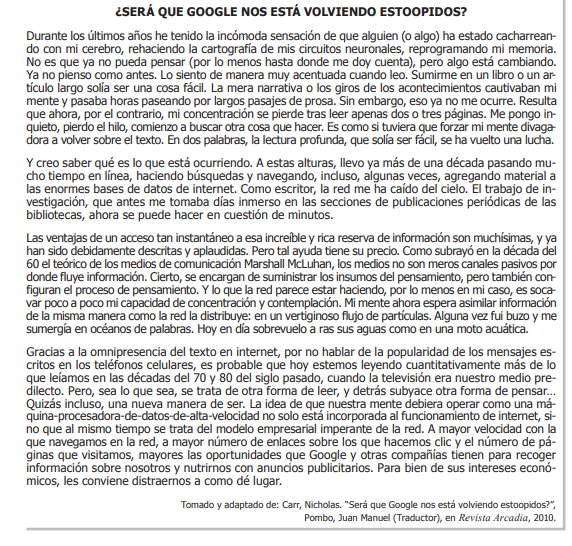 ¿SERÁ QUE GOOGLE NOS ESTÁ VOLVIENDO ESTOOPIDOS?
Durante los últimos años he tenido la incómoda sensación de que alguien (o algo) ha estado cacharrean-
do con mi cerebro, rehaciendo la cartografía de mis circuitos neuronales, reprogramando mi memoria.
No es que ya no pueda pensar (por lo menos hasta donde me doy cuenta), pero algo está cambiando.
Ya no pienso como antes. Lo siento de manera muy acentuada cuando leo. Sumirme en un libro o un ar-
tículo largo solía ser una cosa fácil. La mera narrativa o los giros de los acontecimientos cautivaban mi
mente y pasaba horas paseando por largos pasajes de prosa. Sin embargo, eso ya no me ocurre. Resulta
que ahora, por el contrario, mi concentración se pierde tras leer apenas dos o tres páginas. Me pongo in-
quieto, pierdo el hilo, comienzo a buscar otra cosa que hacer. Es como si tuviera que forzar mi mente divaga-
dora a volver sobre el texto. En dos palabras, la lectura profunda, que solía ser fácil, se ha vuelto una lucha.
Y creo saber qué es lo que está ocurriendo. A estas alturas, llevo ya más de una década pasando mu-
cho tiempo en línea, haciendo búsquedas y navegando, incluso, algunas veces, agregando material a
las enormes bases de datos de internet. Como escritor, la red me ha caído del cielo. El trabajo de in-
vestigación, que antes me tomaba días inmerso en las secciones de publicaciones periódicas de las
bibliotecas, ahora se puede hacer en cuestión de minutos.
Las ventajas de un acceso tan instantáneo a esa increíble y rica reserva de información son muchísimas, y ya
han sido debidamente descritas y aplaudidas. Pero tal ayuda tiene su precio. Como subrayó en la década del
60 el teórico de los medios de comunicación Marshall McLuhan, los medios no son meros canales pasivos por
donde fluye información. Cierto, se encargan de suministrar los insumos del pensamiento, pero también con-
figuran el proceso de pensamiento. Y lo que la red parece estar haciendo, por lo menos en mi caso, es soca-
var poco a poco mi capacidad de concentración y contemplación. Mi mente ahora espera asimilar información
de la misma manera como la red la distribuye: en un vertiginoso flujo de partículas. Alguna vez fui buzo y me
sumergía en océanos de palabras. Hoy en día sobrevuelo a ras sus aguas como en una moto acuática.
Gracias a la omnipresencia del texto en internet, por no hablar de la popularidad de los mensajes es-
critos en los teléfonos celulares, es probable que hoy estemos leyendo cuantitativamente más de lo
que leíamos en las décadas del 70 y 80 del siglo pasado, cuando la televisión era nuestro medio pre-
dilecto. Pero, sea lo que sea, se trata de otra forma de leer, y detrás subyace otra forma de pensar...
Quizás incluso, una nueva manera de ser. La idea de que nuestra mente debiera operar como una má-
quina-procesadora-de-datos-de-alta-velocidad no solo está incorporada al funcionamiento de internet, si-
no que al mismo tiempo se trata del modelo empresarial imperante de la red. A mayor velocidad con la
que navegamos en la red, a mayor número de enlaces sobre los que hacemos clic y el número de pá-
ginas que visitamos, mayores las oportunidades que Google y otras compañías tienen para recoger
información sobre nosotros y nutrirnos con anuncios publicitarios. Para bien de sus intereses econó-
micos, les conviene distraernos a como dé lugar.
Tomado y adaptado de: Carr, Nicholas. "Será que Google nos está volviendo estoopidos?",
Pombo, Juan Manuel (Traductor), en Revista Arcadia, 2010.